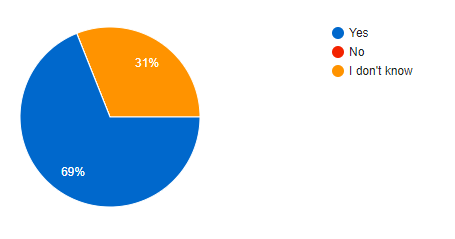 Yes
No
I don't know
31%
69%